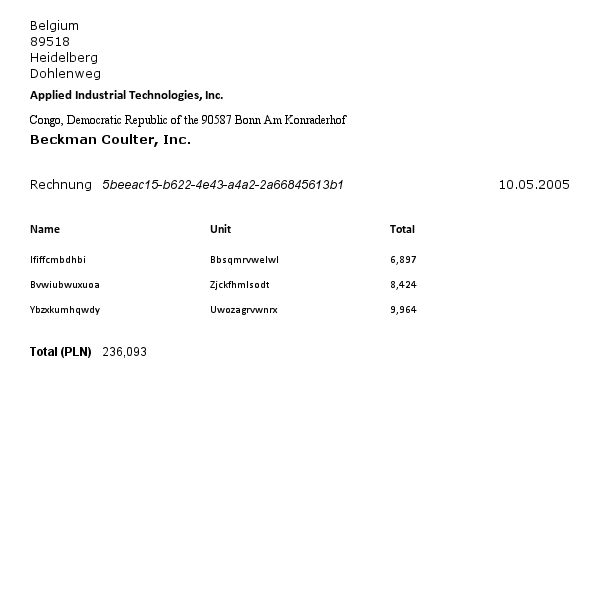 Belgium
89518
Heidelberg
Dohlenweg
Applied Industrial Technologies, Inc.
Congo, Democratic Republic of the 90587 Bonn Am Konraderhof
Beckman Coulter, Inc.
Rechnung 5beeac15-b622-4e43-a4a2-2a66845613b1 10.05.2005
Name Unit Total
Ififfcmbdhbi Bbsqmrvwelwl 6,897
Bvwiubwuxuoa Zjckfhmlsodt 8,424
Ybzxkumhqwdy Uwozagrvwnrx 9,964
Total (PLN) 236,093